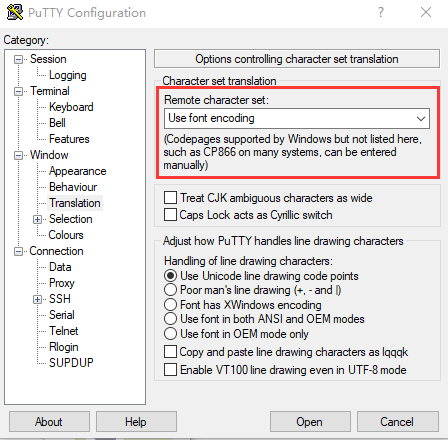 PuTTY Configuration
?
Category:
Session
Logging
Terminal
Keyboard
Bell
Features
Window
Appearance
Behaviour
Translation
Selection
Colours
Connection
Data
Proxy
SSH
Serial
Telnet
Rlogin
SUPDUP
Options controlling character set translation
Character set translation
Remote character set:
Use font encoding
(Codepages supported by Windows but not listed here,
such as CP866 on many systems, can be entered
manually)
Treat CJK ambiguous characters as wide
Caps Lock acts as Cyrillic switch
Adjust how PuTTY handles line drawing characters
Handling of line drawing characters:
Use Unicode line drawing code points
Poor man's line drawing (+, - and |)
Font has XWindows encoding
Use font in both ANSI and OEM modes
Use font in OEM mode only
Copy and paste line drawing characters as lqqqk
Enable VT100 line drawing even in UTF-8 mode
About
Help
Open
Cancel